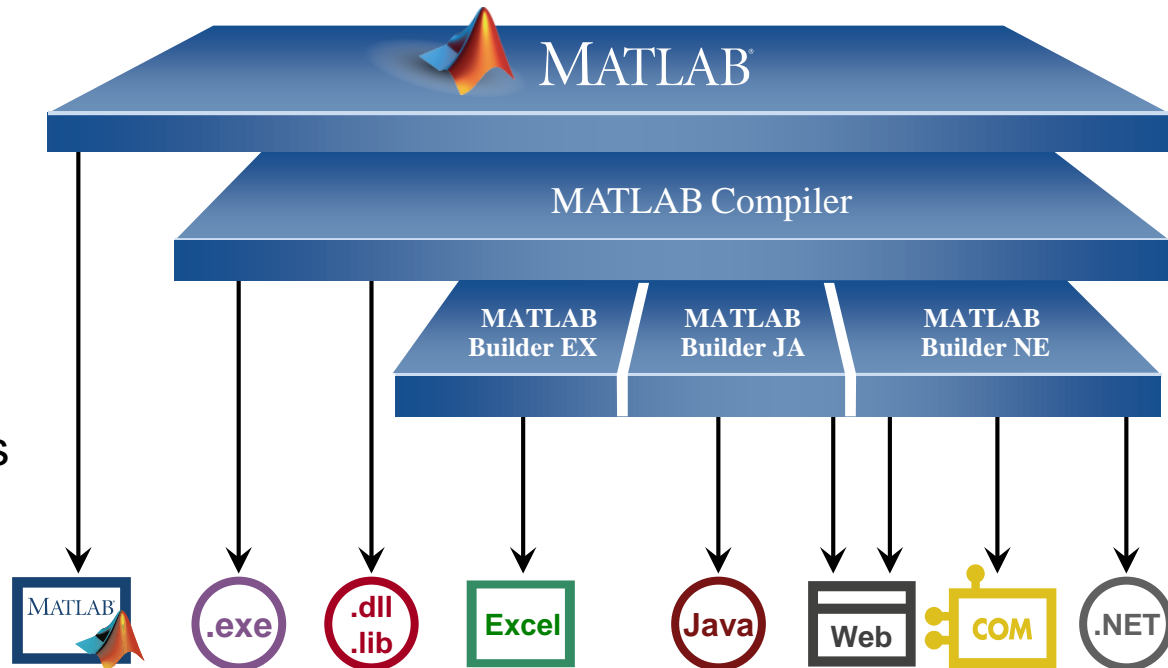 MATLAB®
MATLAB Compiler
MATLAB
Builder EX
MATLAB
Builder JA
MATLAB
Builder NE
s
MATLAB®
.exe
.dll
.lib
Excel
Java
Web
COM
.NET